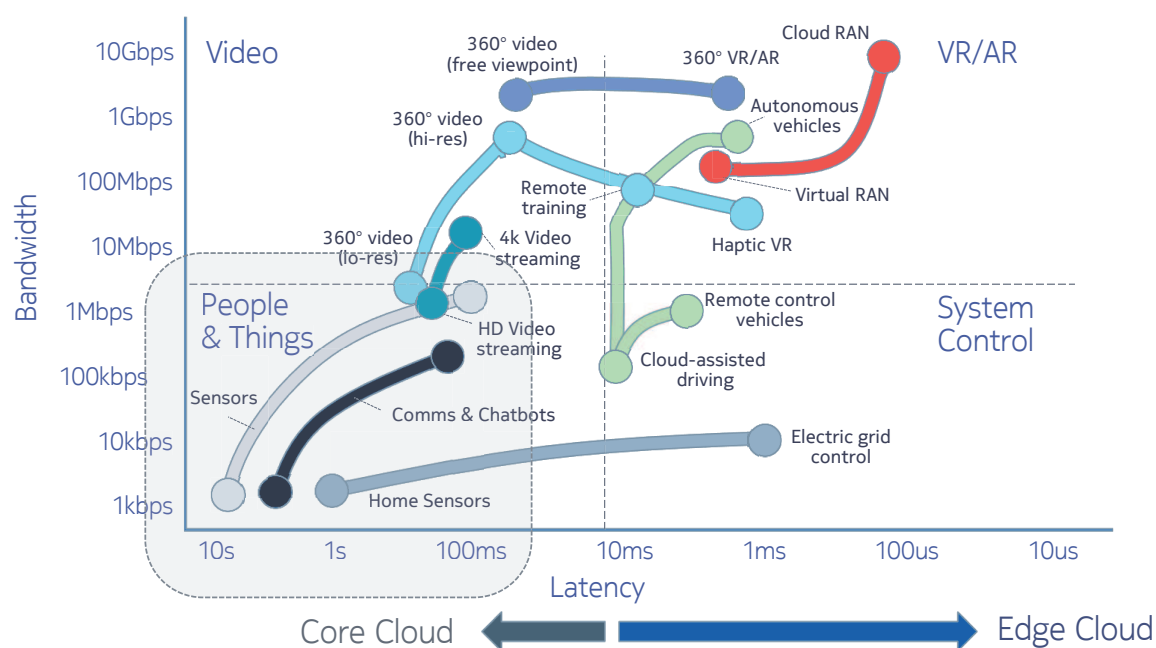 10Gbps
Video
360° video
(free viewpoint)
360° VR/AR
Cloud RAN
VR/AR
1Gbps
360° video
(hi-res)
Autonomous
vehicles
100Mbps
Remote
training
Virtual RAN
Bandwidth
10Mbps
360° video
(lo-res)
4k Video
streaming
Haptic VR
1Mbps
People
& Things
HD Video
streaming
Remote control
vehicles
System
Control
100kbps
Cloud-assisted
driving
Sensors
Comms & Chatbots
10kbps
Electric grid
control
1kbps
Home Sensors
10s
1s
100ms
10ms
1ms
100us
10us
Latency
Core Cloud
Edge Cloud